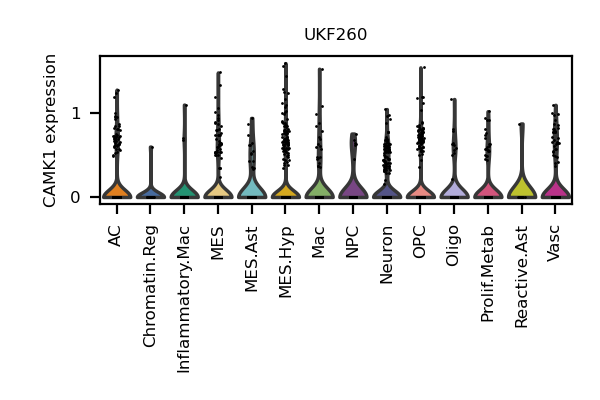 UKF260
CAMK1 expression
1
0
AC
Chromatin.Reg
Inflammatory.Mac
MES
MES.Ast
MES.Hyp
Mac
NPC
Neuron
OPC
Oligo
Prolif.Metab
Reactive.Ast
Vasc